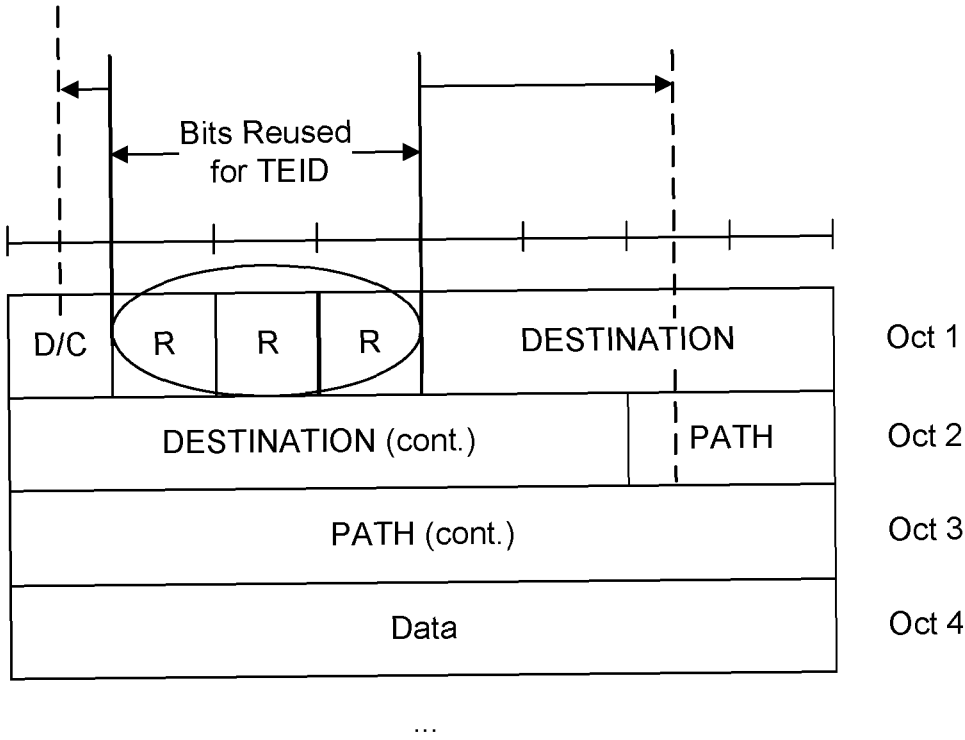 Bits Reused
for TEID
D/C R R R DESTINATION Oct 1
DESTINATION (cont.) PATH Oct 2
PATH (cont.) Oct 3
Data Oct 4
...